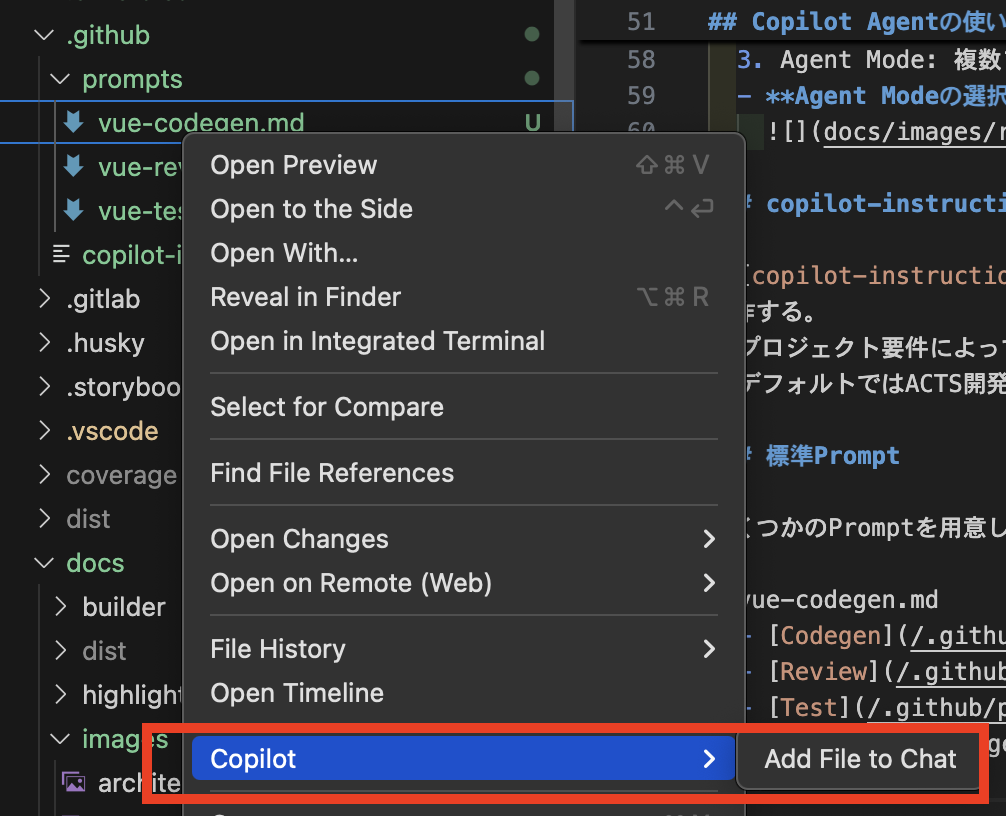 .github
prompts
vue-codegen.md U
vue-rev
vue-tes
copilot-i
.gitlab
.husky
.storyboo
.vscode
coverage
dist
docs
builder
dist
highlight
images
archite
Open Preview ⇧⌘V
Open to the Side ^↩
Open With...
Reveal in Finder ⌥⌘R
Open in Integrated Terminal
Select for Compare
Find File References
Open Changes
Open on Remote (Web)
File History
Open Timeline
Copilot
Add File to Chat
51 ## Copilot Agentの使い
58 3. Agent Mode: 複数
59 - **Agent Modeの選択
60 ![](docs/images/
# copilot-instructi
[copilot-instructio
作する。
プロジェクト要件によって
デフォルトではACTS開発
# 標準Prompt
くつかのPromptを用意し
vue-codegen.md
- [Codegen](/.githu
- [Review](/.github
- [Test](/.github/p